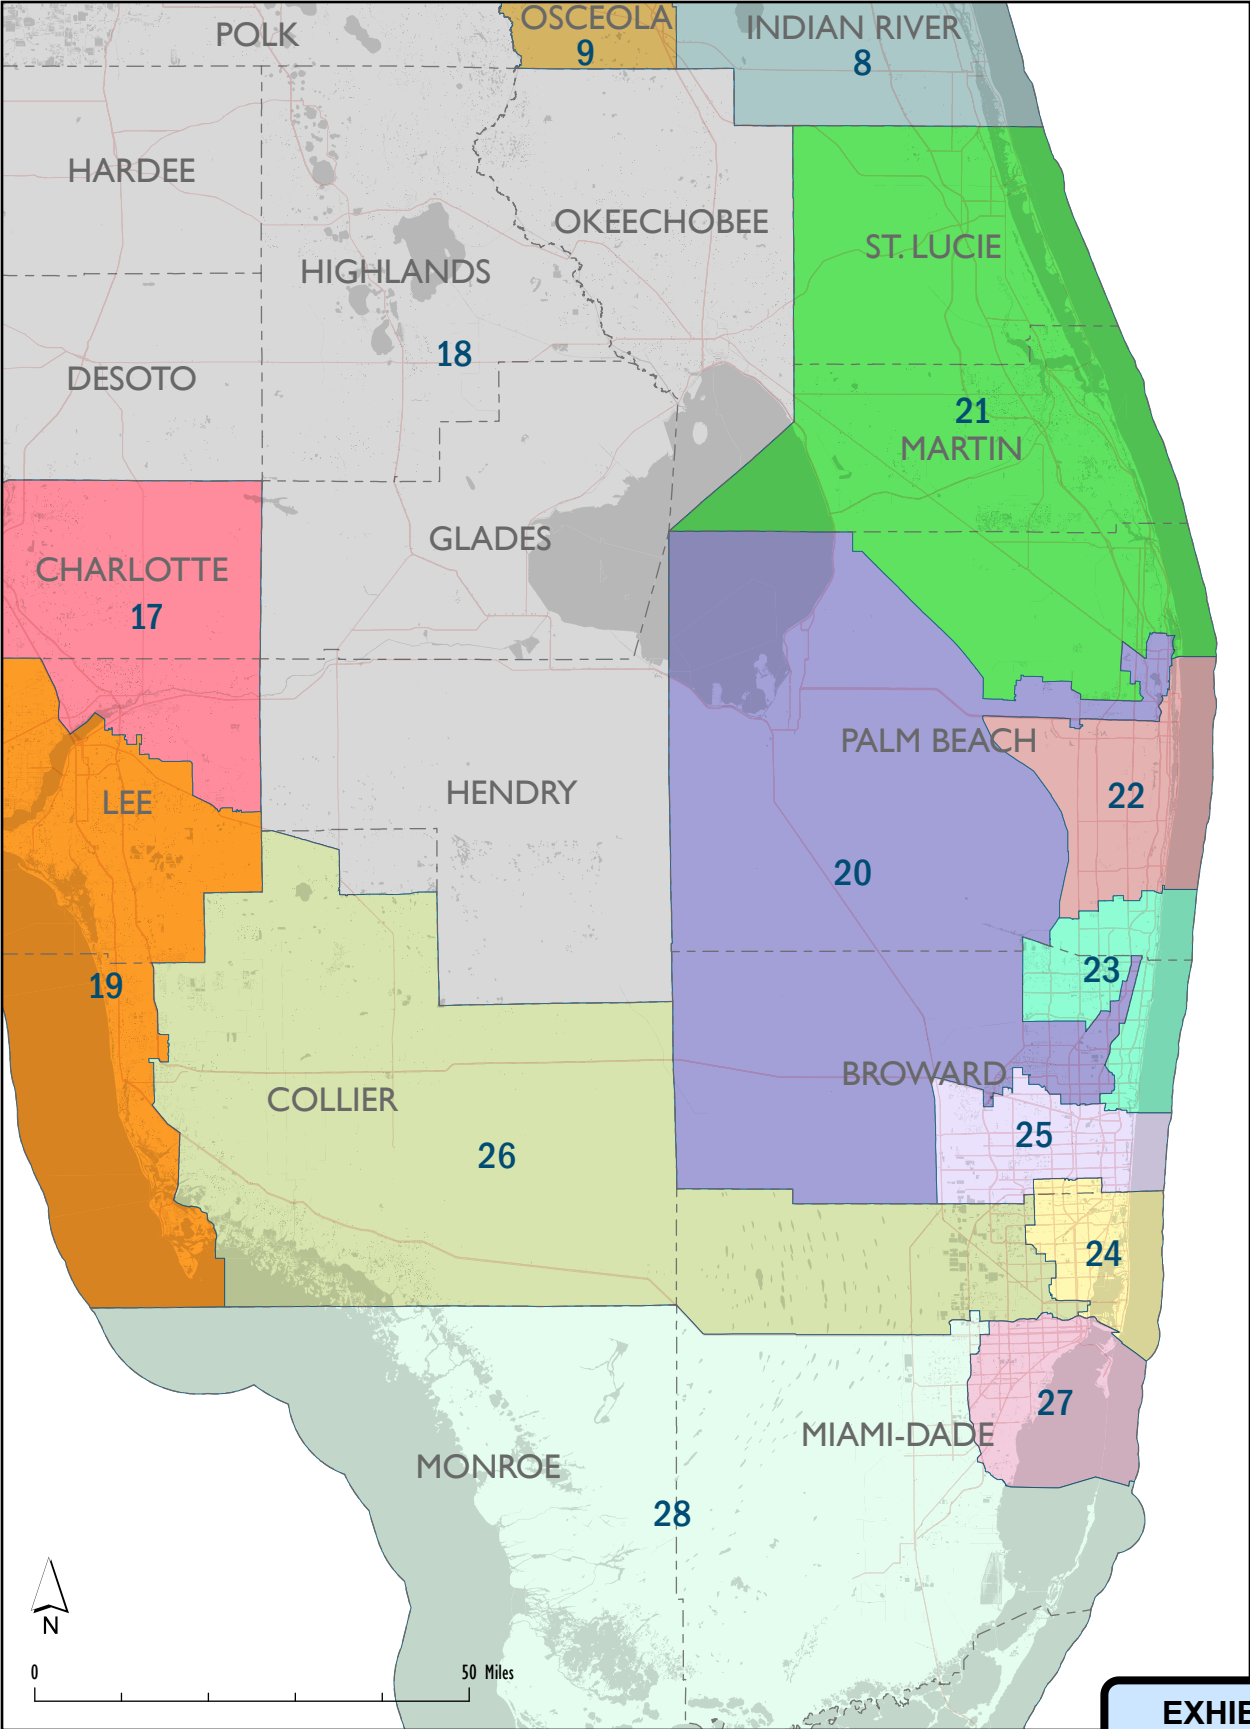 OSCEOLA
9
INDIAN RIVER
8
POLK
HARDEE
OKEECHOBEE
ST. LUCIE
HIGHLANDS
18
DESOTO
21
MARTIN
GLADES
CHARLOTTE
17
PALM BEACH
HENDRY
22
LEE
20
23
19
BROWARD
COLLIER
25
26
24
27
MIAMI-DADE
MONROE
28
N
0
50 Miles